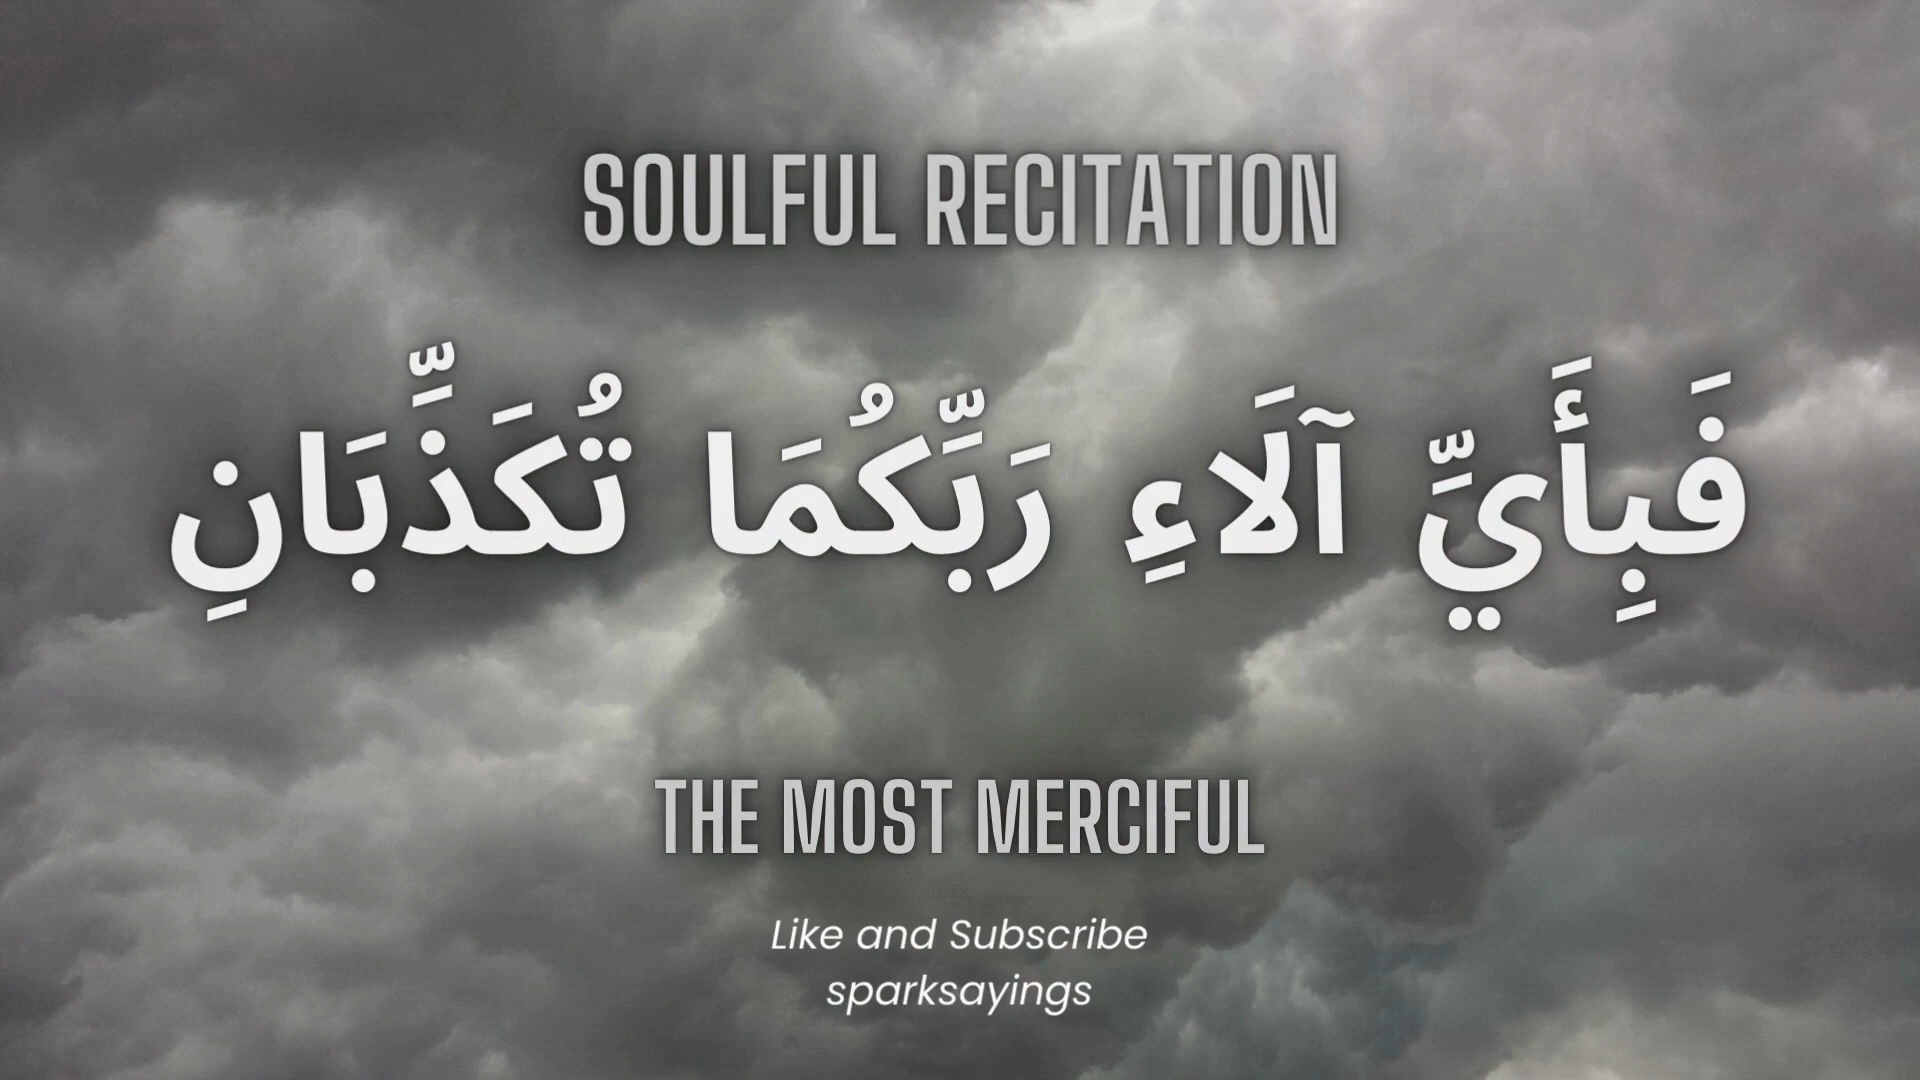 SOULFUL RECITATION
فَبِأَيِّ آلَاءِ رَبِّكُمَا تُكَذِّبَانِ
THE MOST MERCIFUL
Like and Subscribe
sparksayings